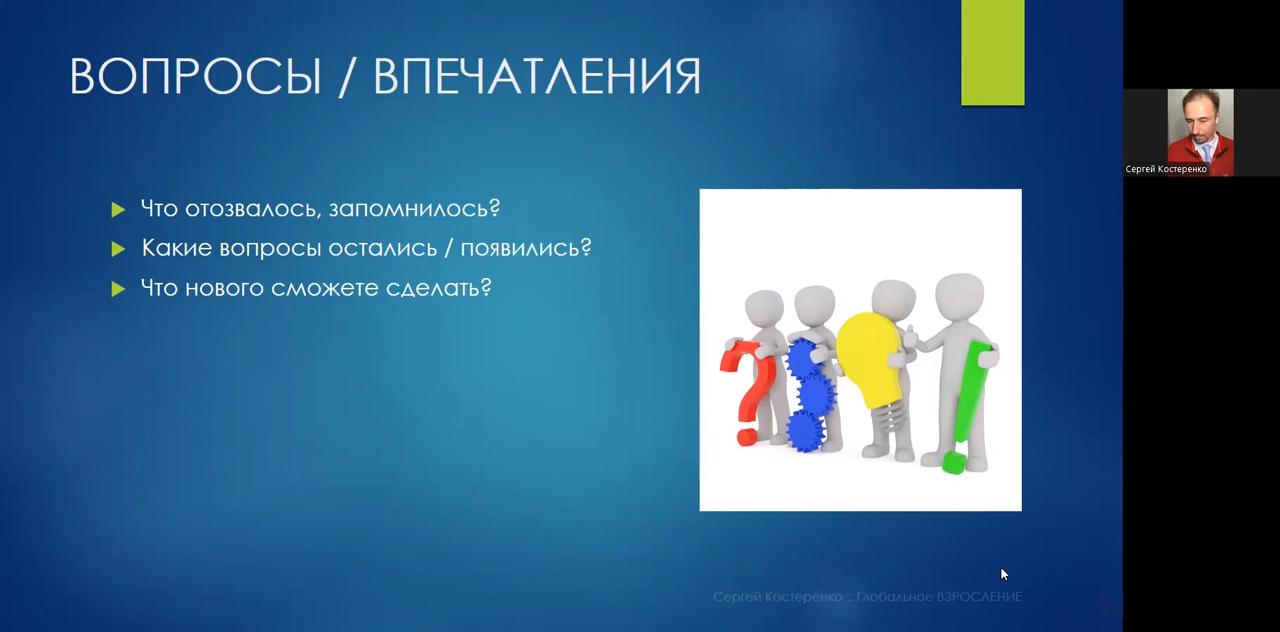 ВОПРОСЫ / ВПЕЧАТЛЕНИЯ
Что отозвалось, запомнилось?
Какие вопросы остались / появились?
Что нового сможете сделать?
Сергей Костеренко
Сергей Костеренко :: Глобальное ВЗРОСЛЕНИЕ